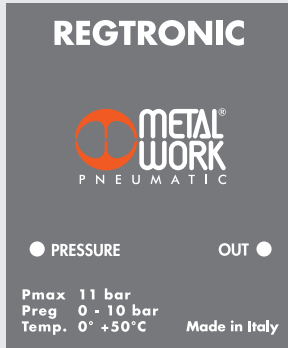 REGTRONIC
METAL®
WORK
PNEUMATIC
PRESSURE OUT
Pmax 11 bar
Preg 0 - 10 bar
Temp. 0° +50°C Made in Italy